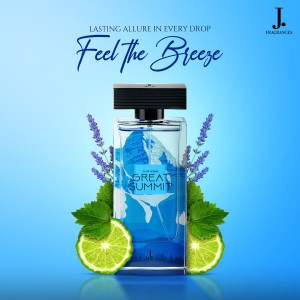 J.
FRAGRANCES
LASTING ALLURE IN EVERY DROP
Feel the Breeze
GREAT
SUMMIT
J.